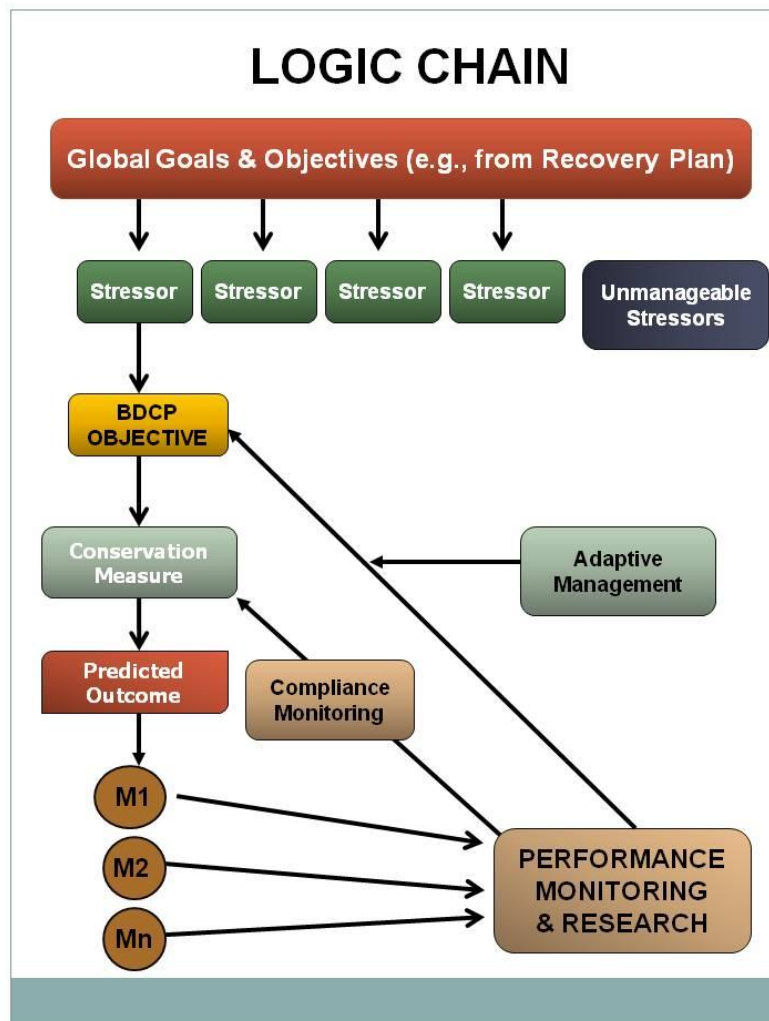 LOGIC CHAIN
Global Goals & Objectives (e.g., from Recovery Plan)
Stressor
Stressor
Stressor
Stressor
Unmanageable
Stressors
BDCP
OBJECTIVE
Conservation
Measure
Adaptive
Management
Predicted
Outcome
Compliance
Monitoring
M1
M2
Mn
PERFORMANCE
MONITORING
& RESEARCH